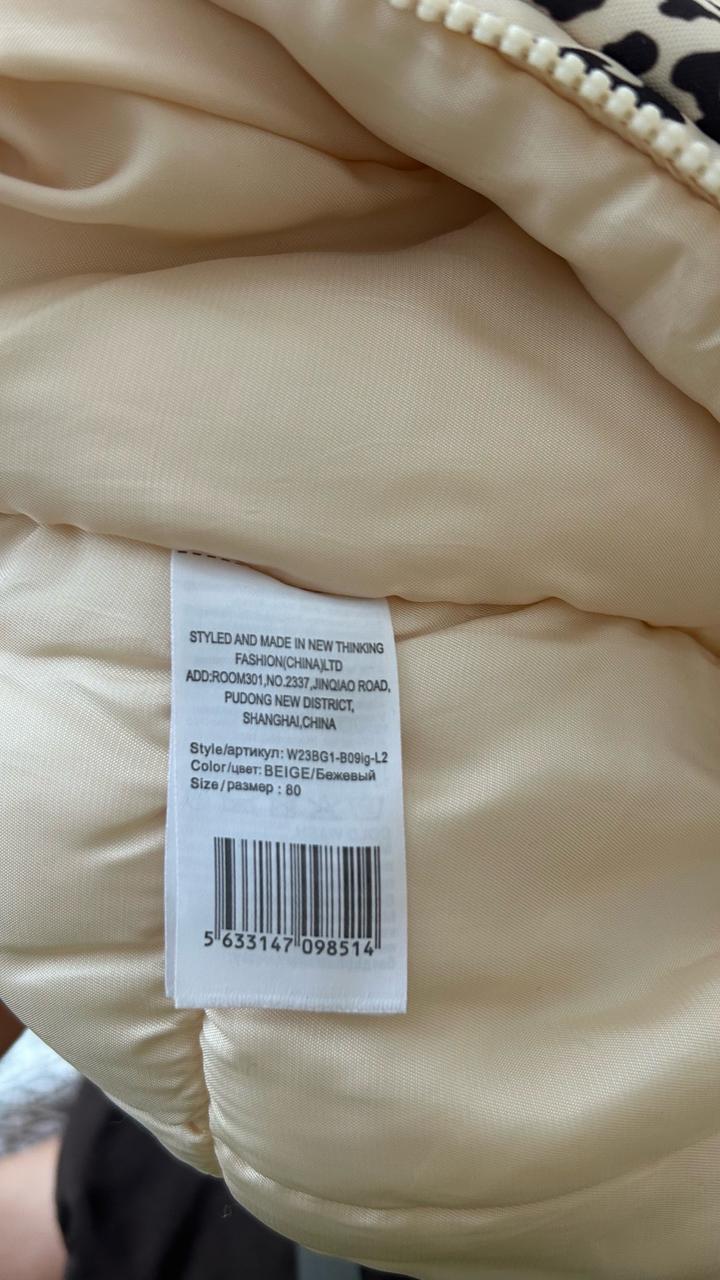 STYLED AND MADE IN NEW THINKING
FASHION(CHINA)LTD
ADD:ROOM301,NO.2337,JINQIAO ROAD,
PUDONG NEW DISTRICT,
SHANGHAI,CHINA
Style/артикул: W23BG1-B09lg-L2
Color/цвет: BEIGE/Бежевый
Size/размер : 80
5 633147 098514